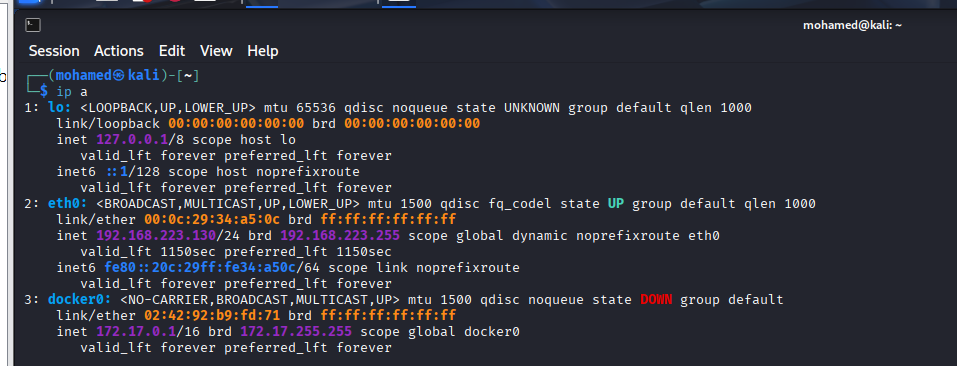 mohamed@kali: ~
Session Actions Edit View Help
┌──(mohamed㉿kali)-[~]
└─$ ip a
1: lo: <LOOPBACK,UP,LOWER_UP> mtu 65536 qdisc noqueue state UNKNOWN group default qlen 1000
    link/loopback 00:00:00:00:00:00 brd 00:00:00:00:00:00
    inet 127.0.0.1/8 scope host lo
       valid_lft forever preferred_lft forever
    inet6 ::1/128 scope host noprefixroute
       valid_lft forever preferred_lft forever
2: eth0: <BROADCAST,MULTICAST,UP,LOWER_UP> mtu 1500 qdisc fq_codel state UP group default qlen 1000
    link/ether 00:0c:29:34:a5:0c brd ff:ff:ff:ff:ff:ff
    inet 192.168.223.130/24 brd 192.168.223.255 scope global dynamic noprefixroute eth0
       valid_lft 1150sec preferred_lft 1150sec
    inet6 fe80::20c:29ff:fe34:a50c/64 scope link noprefixroute
       valid_lft forever preferred_lft forever
3: docker0: <NO-CARRIER,BROADCAST,MULTICAST,UP> mtu 1500 qdisc noqueue state DOWN group default
    link/ether 02:42:92:b9:fd:71 brd ff:ff:ff:ff:ff:ff
    inet 172.17.0.1/16 brd 172.17.255.255 scope global docker0
       valid_lft forever preferred_lft forever